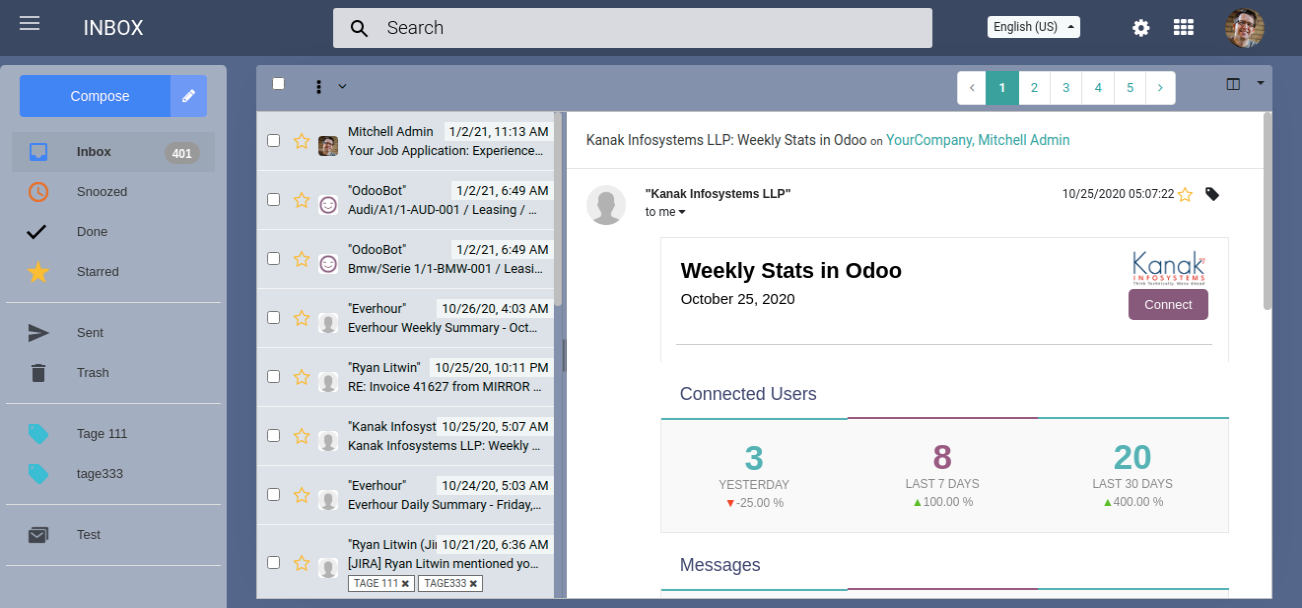 INBOX
Search
English (US)
Compose
Inbox 401
Snoozed
Done
Starred
Sent
Trash
Tage 111
tage333
Test
‹ 1 2 3 4 5 ›
Mitchell Admin 1/2/21, 11:13 AM
Your Job Application: Experience...
"OdooBot" 1/2/21, 6:49 AM
Audi/A1/1-AUD-001 / Leasing / ...
"OdooBot" 1/2/21, 6:49 AM
Bmw/Serie 1/1-BMW-001 / Leasi...
"Everhour" 10/26/20, 4:03 AM
Everhour Weekly Summary - Oct...
"Ryan Litwin" 10/25/20, 10:11 PM
RE: Invoice 41627 from MIRROR ...
"Kanak Infosyst 10/25/20, 5:07 AM
Kanak Infosystems LLP: Weekly ...
"Everhour" 10/24/20, 5:03 AM
Everhour Daily Summary - Friday,...
"Ryan Litwin (Ji 10/21/20, 6:36 AM
[JIRA] Ryan Litwin mentioned yo...
TAGE 111 ✖ TAGE333 ✖
Kanak Infosystems LLP: Weekly Stats in Odoo on YourCompany, Mitchell Admin
"Kanak Infosystems LLP" 10/25/2020 05:07:22
to me
Weekly Stats in Odoo
October 25, 2020
Kanak
INFOSYSTEMS
Think Technically, Move Ahead
Connect
Connected Users
3 8 20
YESTERDAY LAST 7 DAYS LAST 30 DAYS
▼-25.00 % ▲100.00 % ▲400.00 %
Messages